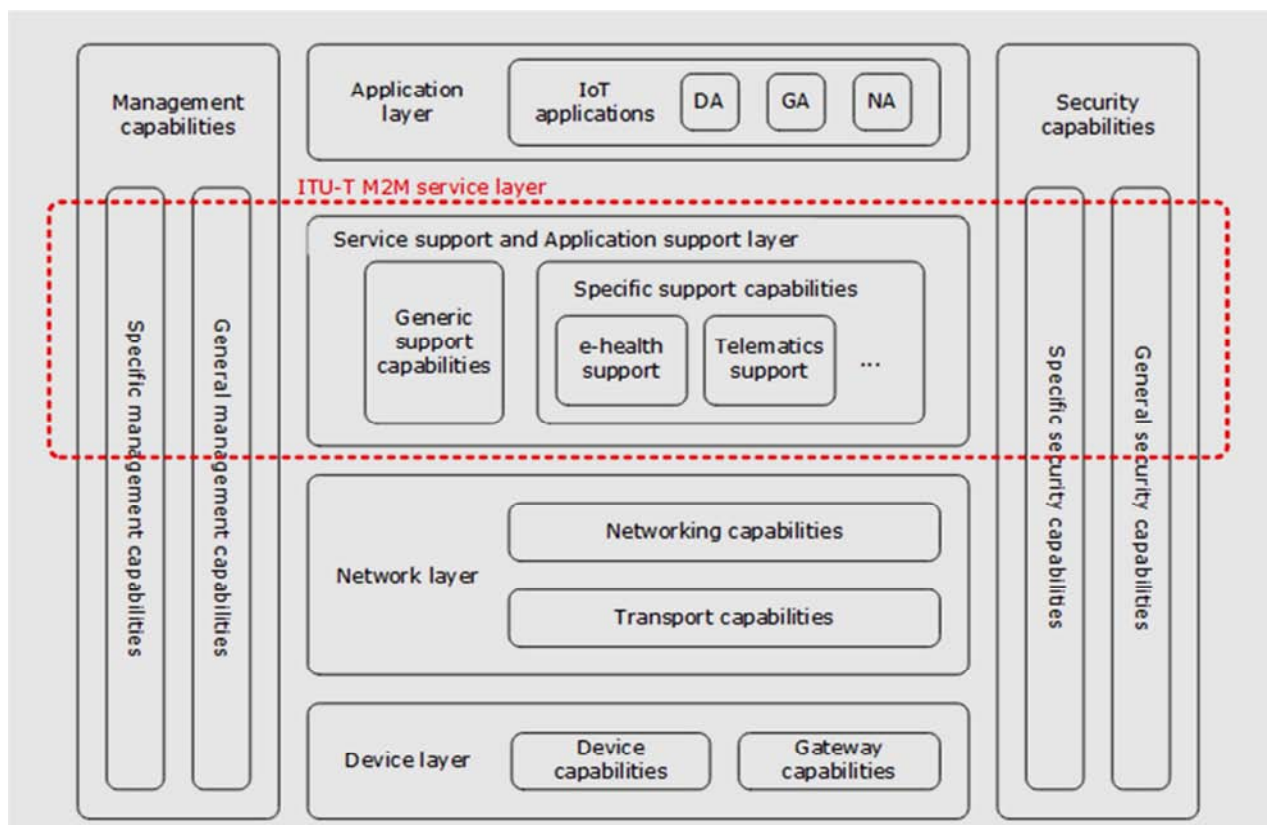 Management
capabilities
Specific management capabilities
General management capabilities
Application
layer
IoT
applications
DA
GA
NA
ITU-T M2M service layer
Service support and Application support layer
Generic
support
capabilities
Specific support capabilities
e-health
support
Telematics
support
...
Network layer
Networking capabilities
Transport capabilities
Device layer
Device
capabilities
Gateway
capabilities
Security
capabilities
Specific security capabilities
General security capabilities